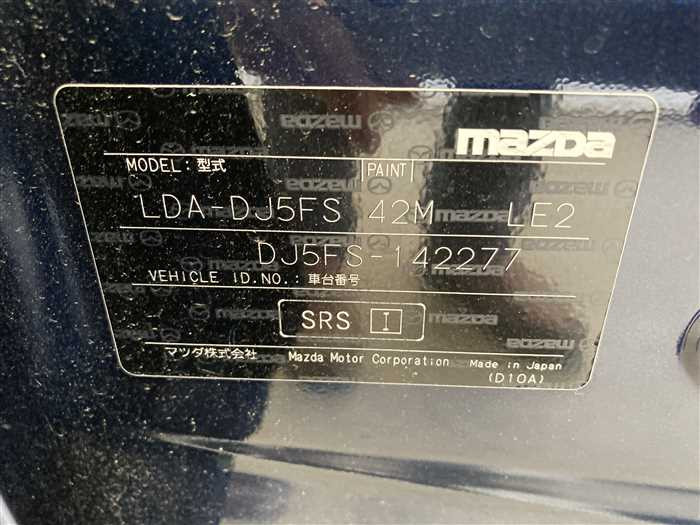 mazda
MODEL:型式 PAINT
LDA-DJ5FS 42M LE2
DJ5FS-142277
VEHICLE ID.NO.:車台番号
SRS I
マツダ株式会社 Mazda Motor Corporation Made in Japan
(D10A)